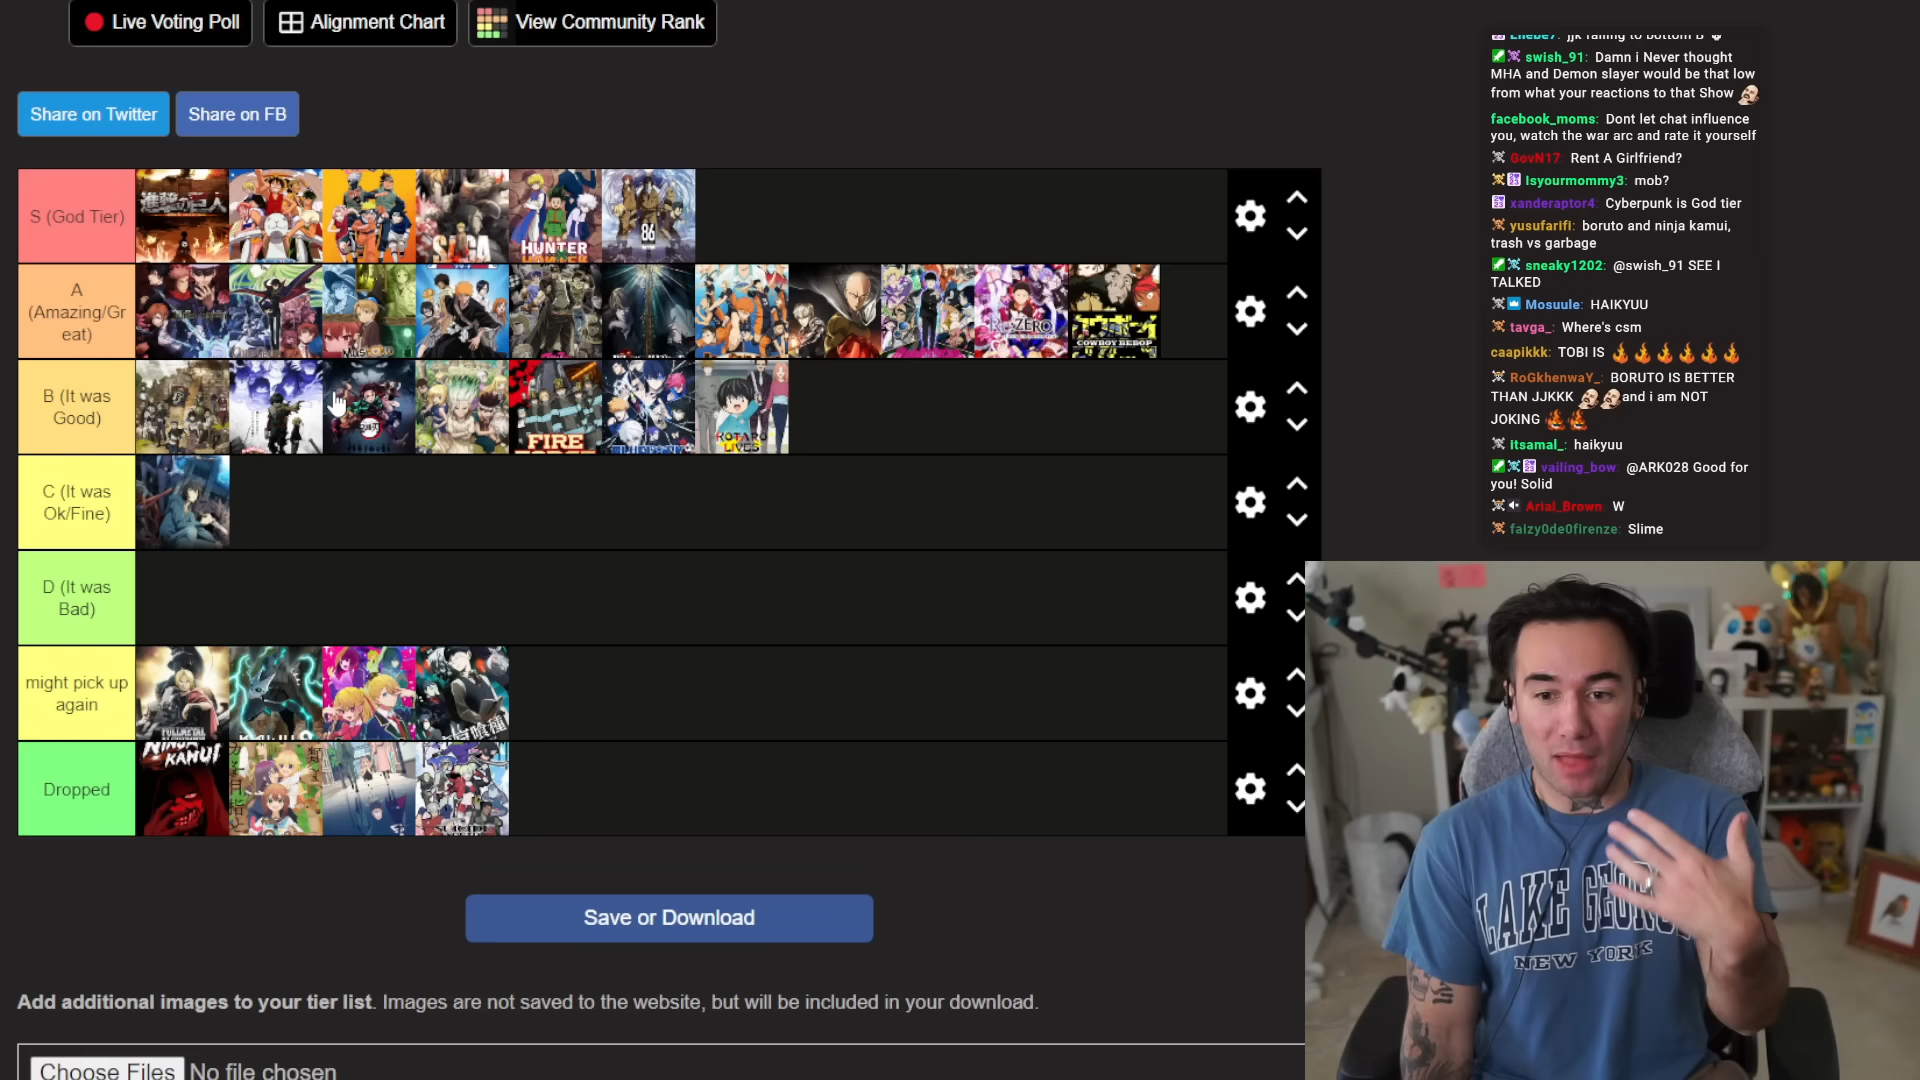 Live Voting Poll
Alignment Chart
View Community Rank
Share on Twitter
Share on FB
S (God Tier)
進撃の巨人
SAGA
HUNTER
86
A
(Amazing/Gr
eat)
Re:ZERO
COWBOY BEBOP
B (It was
Good)
FIRE
KOTARO
LIVES
C (It was
Ok/Fine)
D (It was
Bad)
might pick up
again
FULLMETAL
Dropped
NINJA
KAMUI
Save or Download
Add additional images to your tier list. Images are not saved to the website, but will be included in your download.
Choose Files No file chosen
swish_91: Damn i Never thought
MHA and Demon slayer would be that low
from what your reactions to that Show
facebook_moms: Dont let chat influence
you, watch the war arc and rate it yourself
GovN17: Rent A Girlfriend?
Isyourmommy3: mob?
xanderaptor4: Cyberpunk is God tier
yusufarifi: boruto and ninja kamui,
trash vs garbage
sneaky1202: @swish_91 SEE I
TALKED
Mosuule: HAIKYUU
tavga_: Where's csm
caapikkk: TOBI IS
RoGkhenwaY_: BORUTO IS BETTER
THAN JJKKK and i am NOT
JOKING
Itsamal_: haikyuu
vailing_bow: @ARK028 Good for
you! Solid
Arial_Brown: W
faizy0de0firenze: Slime
LAKE GEORGE
NEW YORK